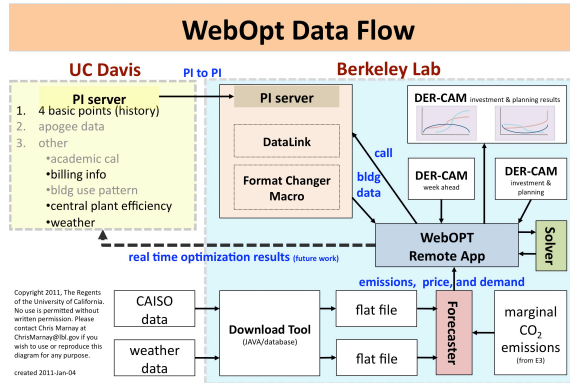 WebOpt Data Flow
UC Davis
PI to PI
Berkeley Lab
PI server
1. 4 basic points (history)
2. apogee data
3. other
•academic cal
•billing info
•bldg use pattern
•central plant efficiency
•weather
PI server
DataLink
Format Changer
Macro
call
bldg
data
DER-CAM investment & planning results
DER-CAM
week ahead
DER-CAM
investment &
planning
WebOPT
Remote App
Solver
real time optimization results (future work)
emissions, price, and demand
Copyright 2011, The Regents
of the University of California.
No use is permitted without
written permission. Please
contact Chris Marnay at
ChrisMarnay@lbl.gov if you
wish to use or reproduce this
diagram for any purpose.
created 2011-Jan-04
CAISO
data
weather
data
Download Tool
(JAVA/database)
flat file
flat file
Forecaster
marginal
CO2
emissions
(from E3)